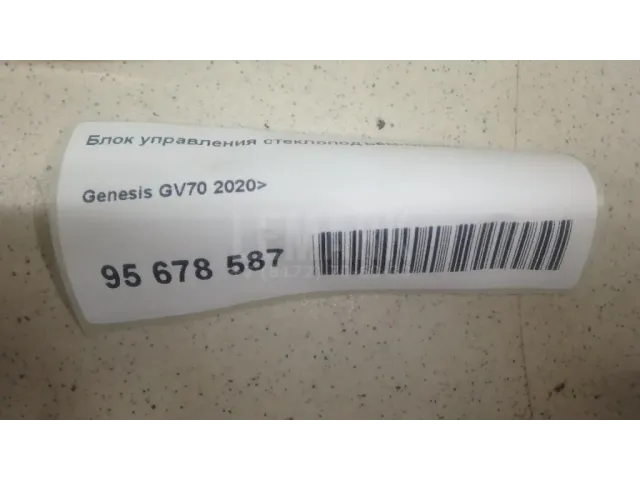 Блок управления
Genesis GV70 2020>
95 678 587